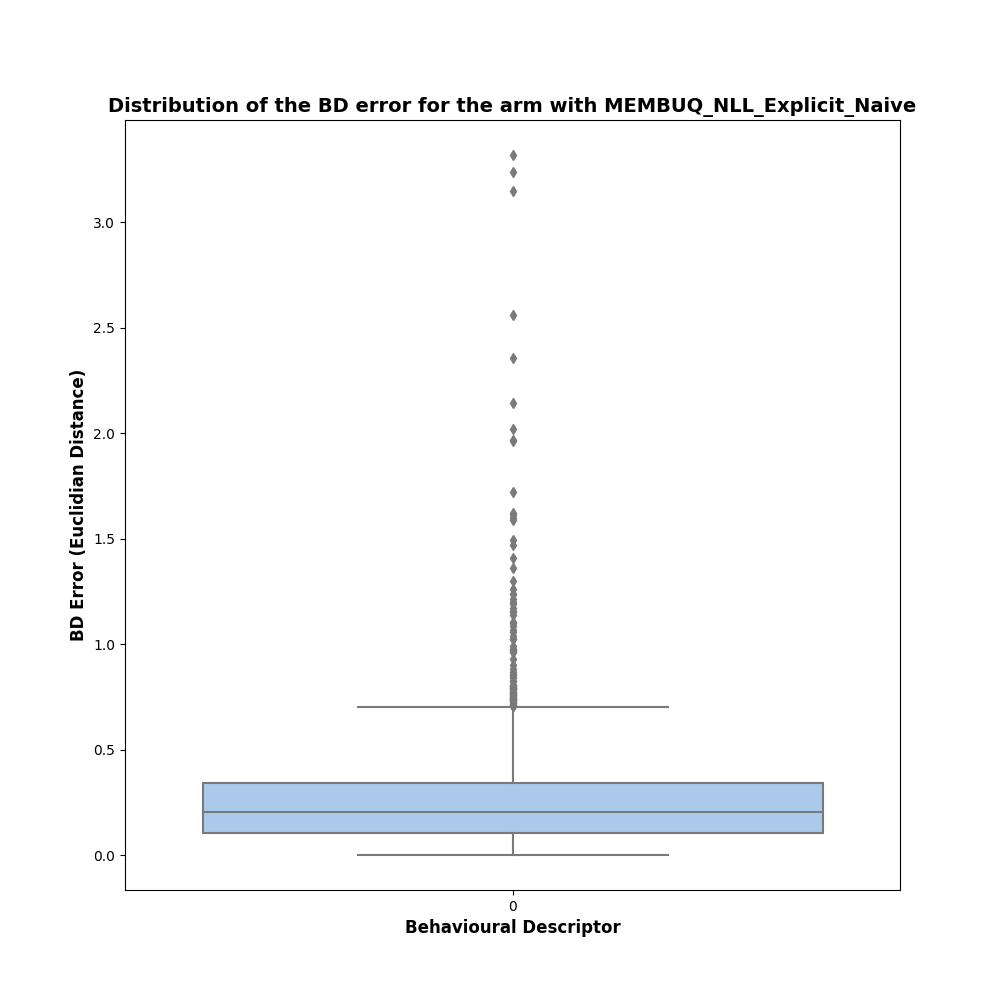 Distribution of the BD error for the arm with MEMBUQ_NLL_Explicit_Naive
3.0
2.5
2.0
1.5
1.0
0.5
0.0
BD Error (Euclidian Distance)
0
Behavioural Descriptor